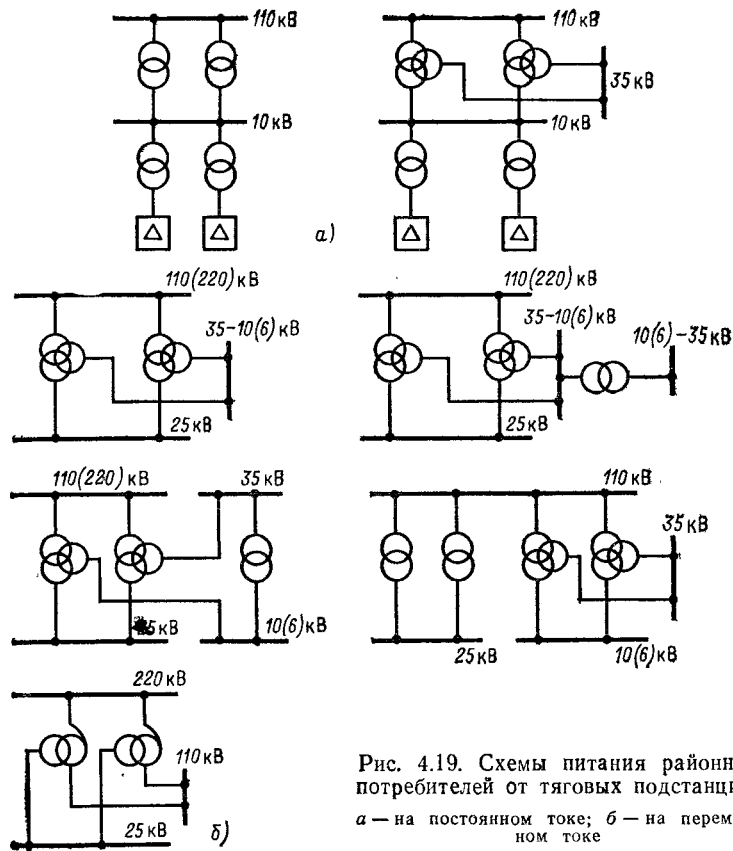 110 кВ
110 кВ
35 кВ
10 кВ
10 кВ
а)
110(220) кВ
35-10(6) кВ
25 кВ
110(220) кВ
35-10(6) кВ
10(6)-35 кВ
25 кВ
110(220) кВ
35 кВ
10(6) кВ
110 кВ
35 кВ
25 кВ
10(6) кВ
220 кВ
110 кВ
25 кВ
б)
Рис. 4.19. Схемы питания районн
потребителей от тяговых подстанц
а — на постоянном токе; б — на перем
ном токе